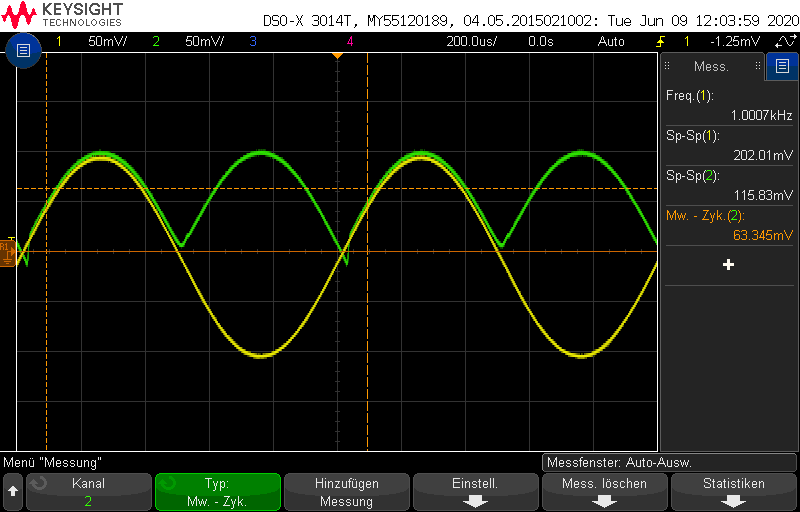 KEYSIGHT
TECHNOLOGIES
DSO-X 3014T, MY55120189, 04.05.2015021002: Tue Jun 09 12:03:59 2020
1 50mV/ 2 50mV/ 3 4 200.0us/ 0.0s Auto 1 -1.25mV
Mess.
Freq.(1):
1.0007kHz
Sp-Sp(1):
202.01mV
Sp-Sp(2):
115.83mV
Mw. - Zyk.(2):
63.345mV
T
R1
Menü "Messung"
Messfenster: Auto-Ausw.
Kanal
2
Typ:
Mw. - Zyk.
Hinzufügen
Messung
Einstell.
Mess. löschen
Statistiken